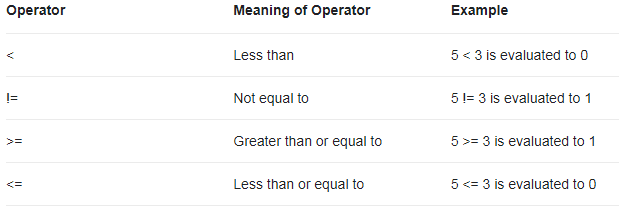 Operator Meaning of Operator Example
< Less than 5 < 3 is evaluated to 0
!= Not equal to 5 != 3 is evaluated to 1
>= Greater than or equal to 5 >= 3 is evaluated to 1
<= Less than or equal to 5 <= 3 is evaluated to 0